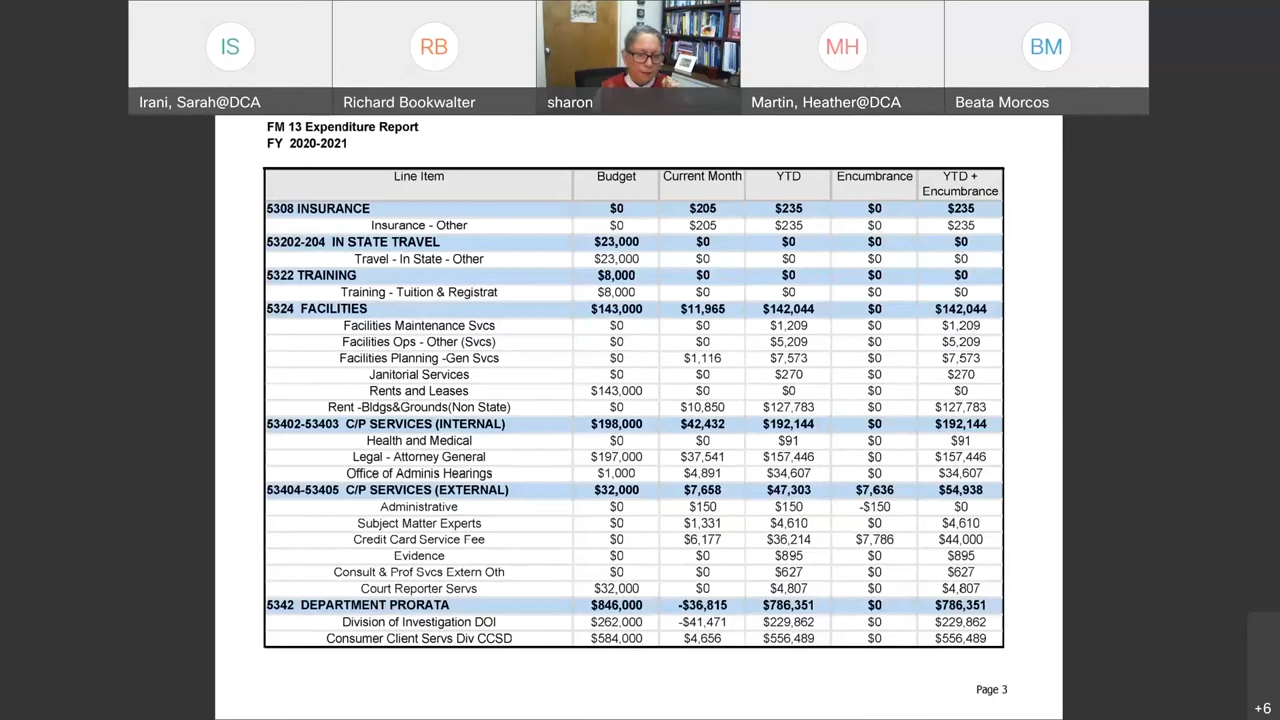 IS
RB
MH
BM
Irani, Sarah@DCA
Richard Bookwalter
sharon
Martin, Heather@DCA
Beata Morcos
FM 13 Expenditure Report
FY 2020-2021
Line Item Budget Current Month YTD Encumbrance YTD + Encumbrance
5308 INSURANCE $0 $205 $235 $0 $235
Insurance - Other $0 $205 $235 $0 $235
53202-204 IN STATE TRAVEL $23,000 $0 $0 $0 $0
Travel - In State - Other $23,000 $0 $0 $0 $0
5322 TRAINING $8,000 $0 $0 $0 $0
Training - Tuition & Registrat $8,000 $0 $0 $0 $0
5324 FACILITIES $143,000 $11,965 $142,044 $0 $142,044
Facilities Maintenance Svcs $0 $0 $1,209 $0 $1,209
Facilities Ops - Other (Svcs) $0 $0 $5,209 $0 $5,209
Facilities Planning -Gen Svcs $0 $1,116 $7,573 $0 $7,573
Janitorial Services $0 $0 $270 $0 $270
Rents and Leases $143,000 $0 $0 $0 $0
Rent -Bldgs&Grounds(Non State) $0 $10,850 $127,783 $0 $127,783
53402-53403 C/P SERVICES (INTERNAL) $198,000 $42,432 $192,144 $0 $192,144
Health and Medical $0 $0 $91 $0 $91
Legal - Attorney General $197,000 $37,541 $157,446 $0 $157,446
Office of Adminis Hearings $1,000 $4,891 $34,607 $0 $34,607
53404-53405 C/P SERVICES (EXTERNAL) $32,000 $7,658 $47,303 $7,636 $54,938
Administrative $0 $150 $150 -$150 $0
Subject Matter Experts $0 $1,331 $4,610 $0 $4,610
Credit Card Service Fee $0 $6,177 $36,214 $7,786 $44,000
Evidence $0 $0 $895 $0 $895
Consult & Prof Svcs Extern Oth $0 $0 $627 $0 $627
Court Reporter Servs $32,000 $0 $4,807 $0 $4,807
5342 DEPARTMENT PRORATA $846,000 -$36,815 $786,351 $0 $786,351
Division of Investigation DOI $262,000 -$41,471 $229,862 $0 $229,862
Consumer Client Servs Div CCSD $584,000 $4,656 $556,489 $0 $556,489
Page 3
+6